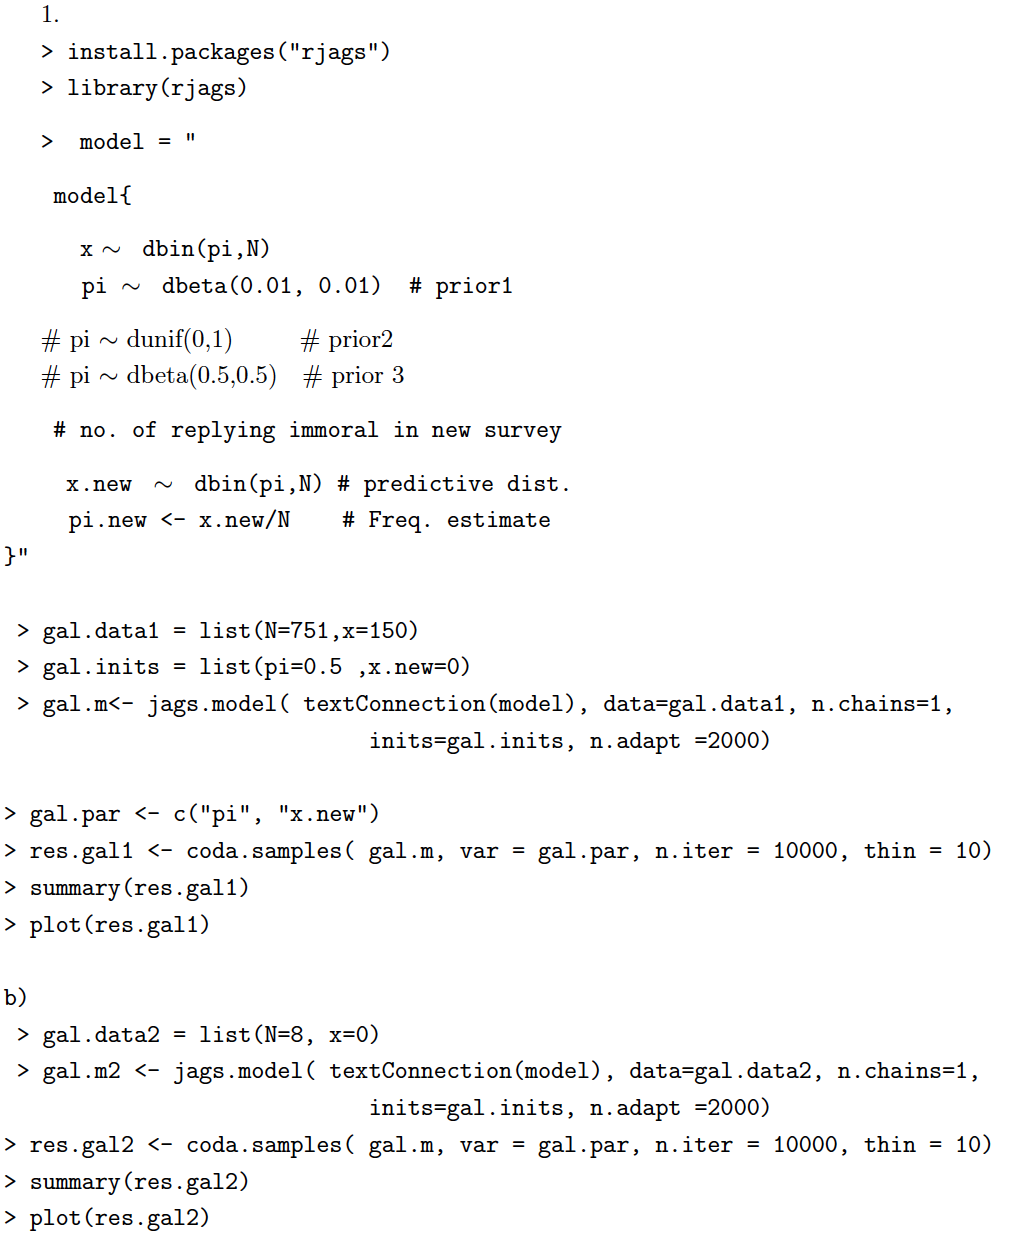 1.
> install.packages("rjags")
> library(rjags)
> model = "
model{
x ∼ dbin(pi,N)
pi ∼ dbeta(0.01, 0.01) # prior1
# pi ∼ dunif(0,1) # prior2
# pi ∼ dbeta(0.5,0.5) # prior 3
# no. of replying immoral in new survey
x.new ∼ dbin(pi,N) # predictive dist.
pi.new <- x.new/N # Freq. estimate
}"
> gal.data1 = list(N=751,x=150)
> gal.inits = list(pi=0.5 ,x.new=0)
> gal.m<- jags.model( textConnection(model), data=gal.data1, n.chains=1,
inits=gal.inits, n.adapt =2000)
> gal.par <- c("pi", "x.new")
> res.gal1 <- coda.samples( gal.m, var = gal.par, n.iter = 10000, thin = 10)
> summary(res.gal1)
> plot(res.gal1)
b)
> gal.data2 = list(N=8, x=0)
> gal.m2 <- jags.model( textConnection(model), data=gal.data2, n.chains=1,
inits=gal.inits, n.adapt =2000)
> res.gal2 <- coda.samples( gal.m, var = gal.par, n.iter = 10000, thin = 10)
> summary(res.gal2)
> plot(res.gal2)